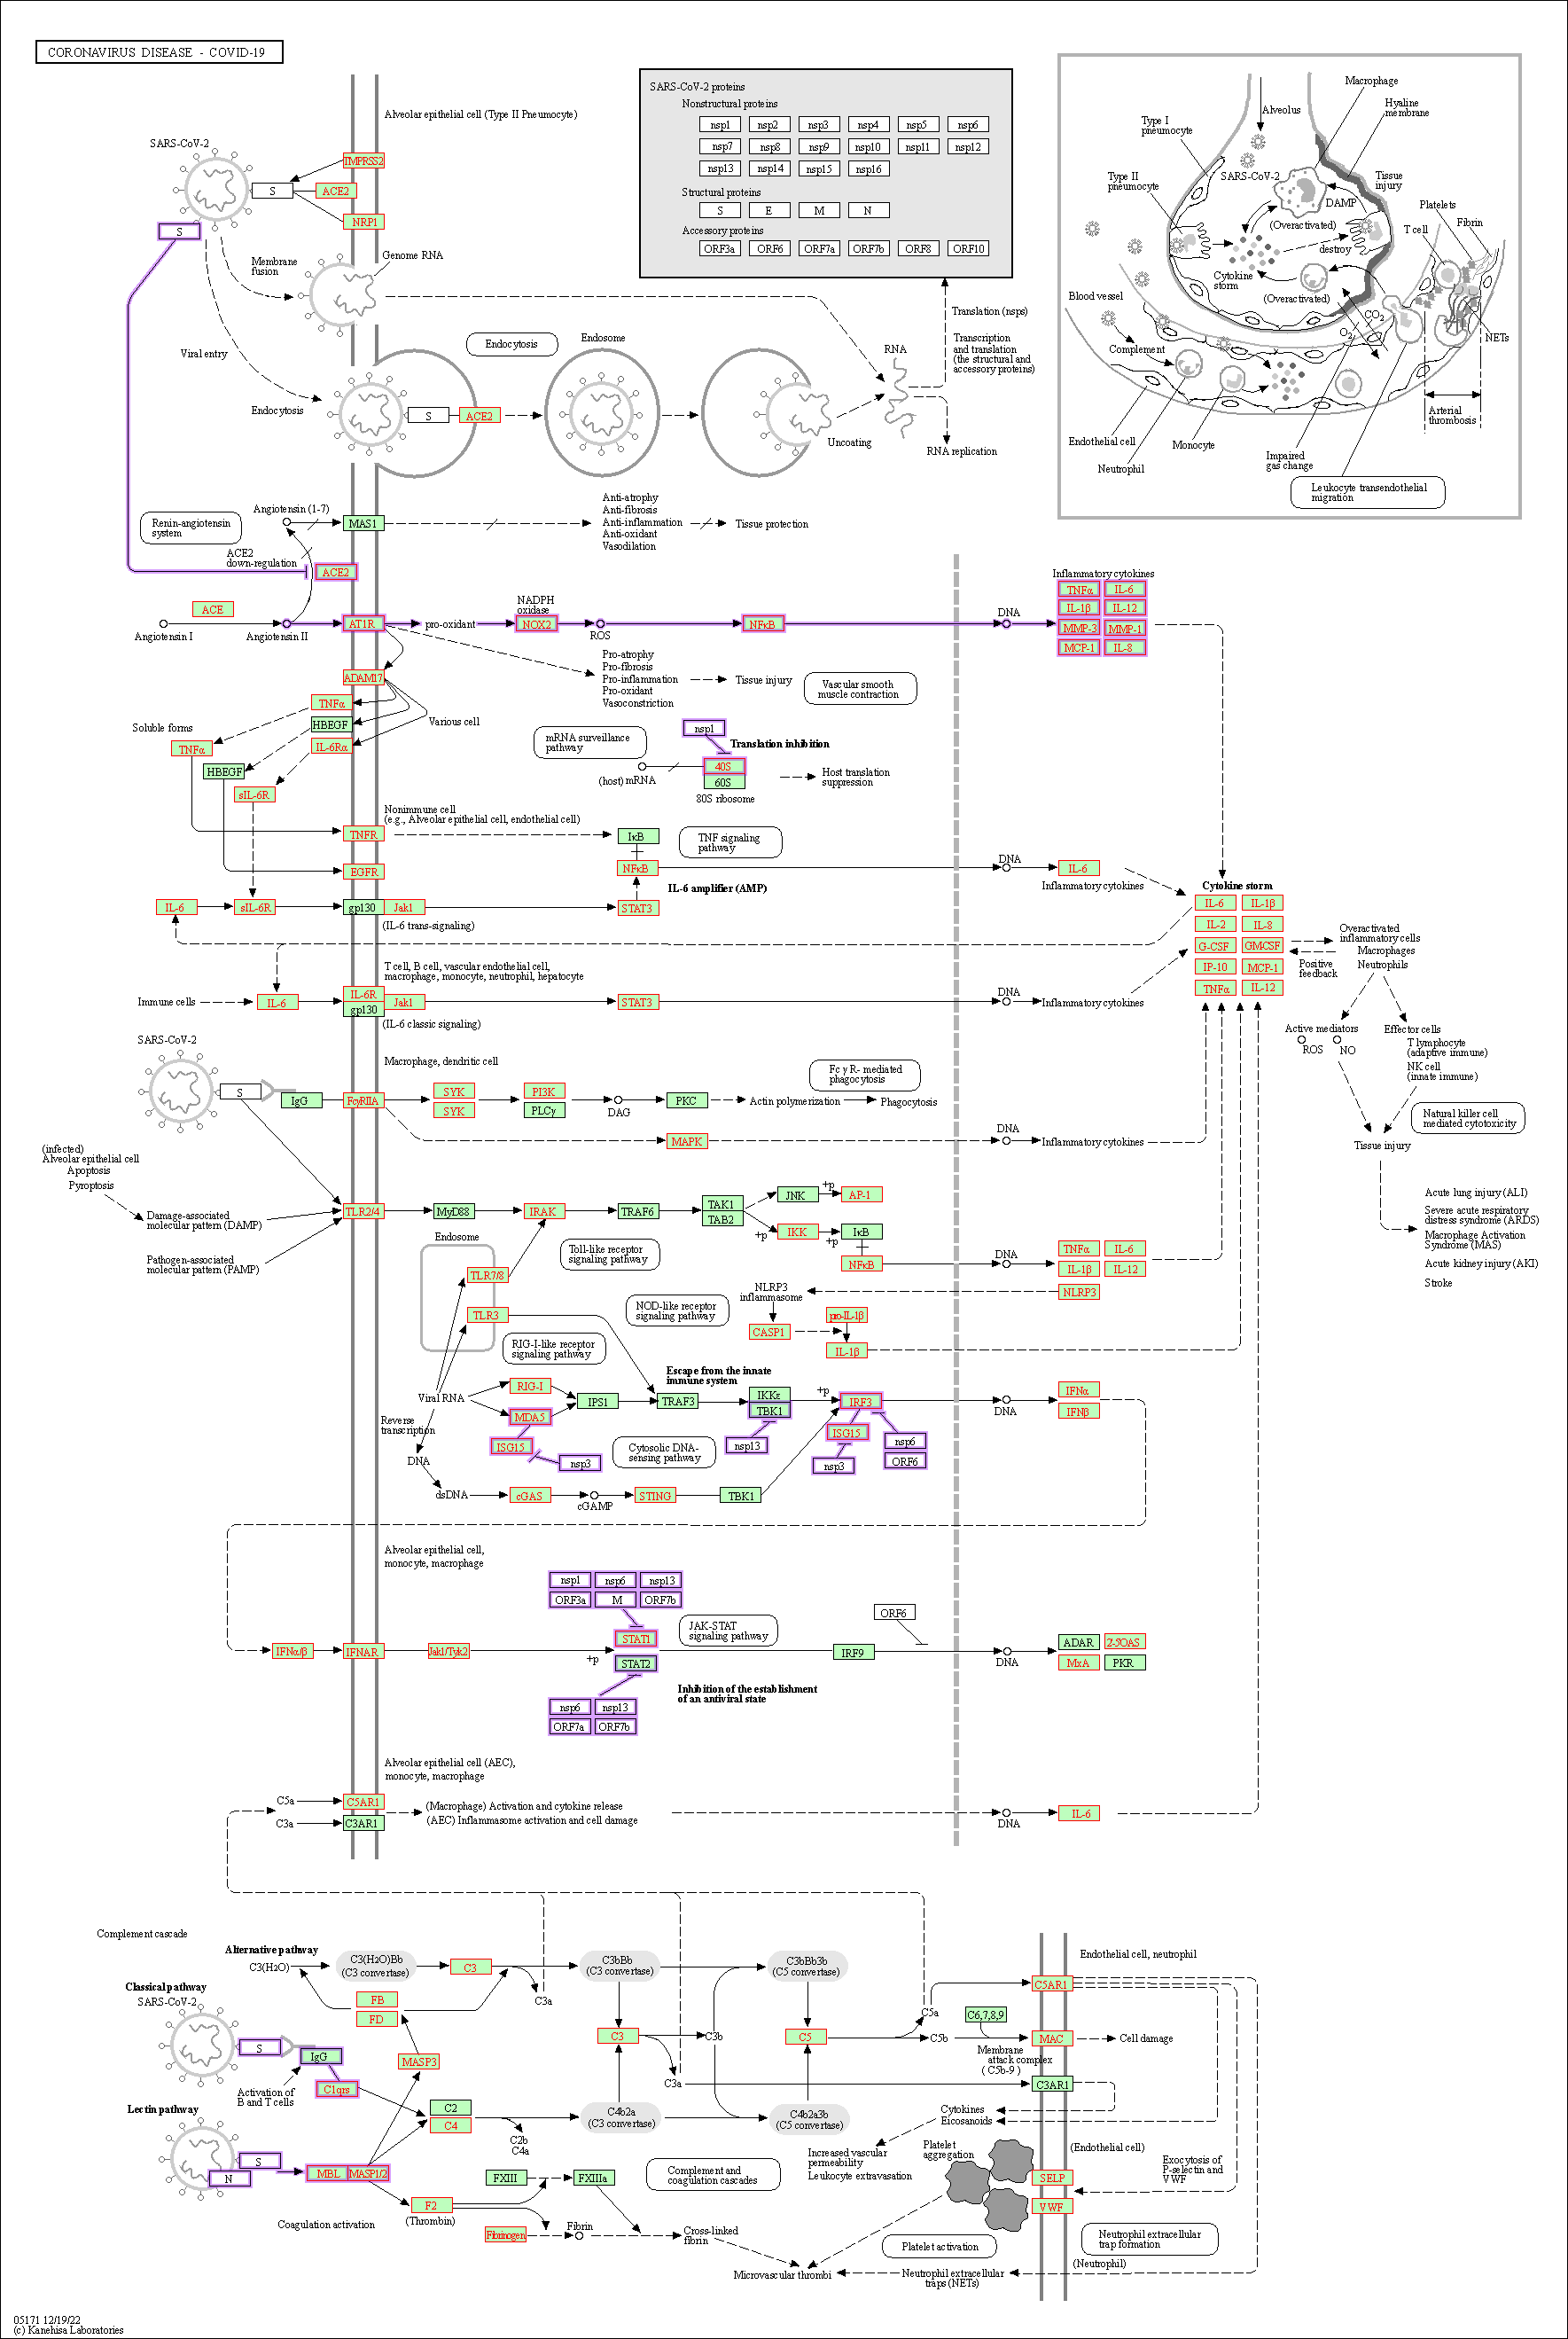 CORONAVIRUS DISEASE - COVID-19
Alveolar epithelial cell (Type II Pneumocyte)
SARS-CoV-2
S
TMPRSS2
ACE2
NRP1
S
Membrane
fusion
Genome RNA
Viral entry
Endocytosis
S
ACE2
Endocytosis
Endosome
Uncoating
RNA
RNA replication
Translation (nsps)
Transcription
and translation
(the structural and
accessory proteins)
SARS-CoV-2 proteins
Nonstructural proteins
nsp1 nsp2 nsp3 nsp4 nsp5 nsp6
nsp7 nsp8 nsp9 nsp10 nsp11 nsp12
nsp13 nsp14 nsp15 nsp16
Structural proteins
S E M N
Accessory proteins
ORF3a ORF6 ORF7a ORF7b ORF8 ORF10
Macrophage
Alveolus
Hyaline
membrane
Type I
pneumocyte
Type II
pneumocyte
SARS-CoV-2
Tissue
injury
DAMP
(Overactivated)
Platelets
Fibrin
T cell
destroy
Cytokine
storm
(Overactivated)
Blood vessel
CO2
O2
NETs
Complement
Arterial
thrombosis
Endothelial cell
Monocyte
Neutrophil
Impaired
gas change
Leukocyte transendothelial
migration
Renin-angiotensin
system
Angiotensin (1-7)
MAS1
Anti-atrophy
Anti-fibrosis
Anti-inflammation
Anti-oxidant
Vasodilation
Tissue protection
ACE2
down-regulation
ACE2
ACE
Angiotensin I
Angiotensin II
AT1R
pro-oxidant
NADPH
oxidase
NOX2
ROS
NFκB
DNA
Inflammatory cytokines
TNFα IL-6
IL-1β IL-12
MMP-3 MMP-1
MCP-1 IL-8
Pro-atrophy
Pro-fibrosis
Pro-inflammation
Pro-oxidant
Vasoconstriction
Tissue injury
Vascular smooth
muscle contraction
ADAM17
TNFα
HBEGF
IL-6Rα
Various cell
Soluble forms
TNFα
HBEGF
sIL-6R
mRNA surveillance
pathway
nsp1
Translation inhibition
(host) mRNA
40S
60S
80S ribosome
Host translation
suppression
Nonimmune cell
(e.g., Alveolar epithelial cell, endothelial cell)
TNFR
IκB
TNF signaling
pathway
EGFR
NFκB
DNA
IL-6
Inflammatory cytokines
IL-6 amplifier (AMP)
IL-6
sIL-6R
gp130
Jak1
STAT3
(IL-6 trans-signaling)
Cytokine storm
IL-6 IL-1β
IL-2 IL-8
G-CSF GMCSF
IP-10 MCP-1
TNFα IL-12
Positive
feedback
Overactivated
inflammatory cells
Macrophages
Neutrophils
Active mediators
ROS NO
Effector cells
T lymphocyte
(adaptive immune)
NK cell
(innate immune)
Natural killer cell
mediated cytotoxicity
Tissue injury
Acute lung injury (ALI)
Severe acute respiratory
distress syndrome (ARDS)
Macrophage Activation
Syndrome (MAS)
Acute kidney injury (AKI)
Stroke
T cell, B cell, vascular endothelial cell,
macrophage, monocyte, neutrophil, hepatocyte
Immune cells
IL-6
IL-6R
gp130
Jak1
STAT3
DNA
Inflammatory cytokines
(IL-6 classic signaling)
SARS-CoV-2
Macrophage, dendritic cell
S
IgG
FcγRIIA
SYK
SYK
PI3K
PLCγ
DAG
PKC
Actin polymerization
Phagocytosis
Fc γ R- mediated
phagocytosis
MAPK
DNA
Inflammatory cytokines
(infected)
Alveolar epithelial cell
Apoptosis
Pyroptosis
Damage-associated
molecular pattern (DAMP)
Pathogen-associated
molecular pattern (PAMP)
TLR2/4
MyD88
IRAK
TRAF6
TAK1
TAB2
JNK
+p
AP-1
+p
IKK
+p
IκB
NFκB
DNA
TNFα IL-6
IL-1β IL-12
NLRP3
Endosome
TLR7/8
TLR3
Toll-like receptor
signaling pathway
NOD-like receptor
signaling pathway
NLRP3
inflammasome
CASP1
pro-IL-1β
IL-1β
RIG-I-like receptor
signaling pathway
Viral RNA
RIG-I
MDA5
ISG15
nsp3
IPS1
TRAF3
Escape from the innate
immune system
IKKε
TBK1
nsp13
+p
IRF3
ISG15
nsp3
nsp6
ORF6
DNA
IFNα
IFNβ
Reverse
transcription
DNA
dsDNA
cGAS
cGAMP
STING
TBK1
Cytosolic DNA-
sensing pathway
Alveolar epithelial cell,
monocyte, macrophage
nsp1 nsp6 nsp13
ORF3a M ORF7b
IFNα/β
IFNAR
Jak1/Tyk2
+p
STAT1
STAT2
JAK-STAT
signaling pathway
ORF6
IRF9
DNA
ADAR 2-5OAS
MxA PKR
nsp6 nsp13
ORF7a ORF7b
Inhibition of the establishment
of an antiviral state
Alveolar epithelial cell (AEC),
monocyte, macrophage
C5a
C3a
C5AR1
C3AR1
(Macrophage) Activation and cytokine release
(AEC) Inflammasome activation and cell damage
DNA
IL-6
Complement cascade
Alternative pathway
C3(H2O)
C3(H2O)Bb
(C3 convertase)
C3
C3a
C3bBb
(C3 convertase)
C3bBb3b
(C5 convertase)
FB
FD
Classical pathway
SARS-CoV-2
S
IgG
C1qrs
Activation of
B and T cells
MASP3
C3
C3b
C3a
C5
C5a
C5b
C6,7,8,9
Membrane
attack complex
( C5b-9 )
Endothelial cell, neutrophil
C5AR1
MAC
Cell damage
C3AR1
Lectin pathway
S
N
MBL MASP1/2
C2
C4
C2b
C4a
C4b2a
(C3 convertase)
C4b2a3b
(C5 convertase)
Cytokines
Eicosanoids
Increased vascular
permeability
Leukocyte extravasation
Platelet
aggregation
(Endothelial cell)
SELP
VWF
Exocytosis of
P-selectin and
VWF
Coagulation activation
F2
(Thrombin)
FXIII
FXIIIa
Complement and
coagulation cascades
Fibrinogen
Fibrin
Cross-linked
fibrin
Microvascular thrombi
Platelet activation
Neutrophil extracellular
traps (NETs)
Neutrophil extracellular
trap formation
(Neutrophil)
05171 12/19/22
(c) Kanehisa Laboratories